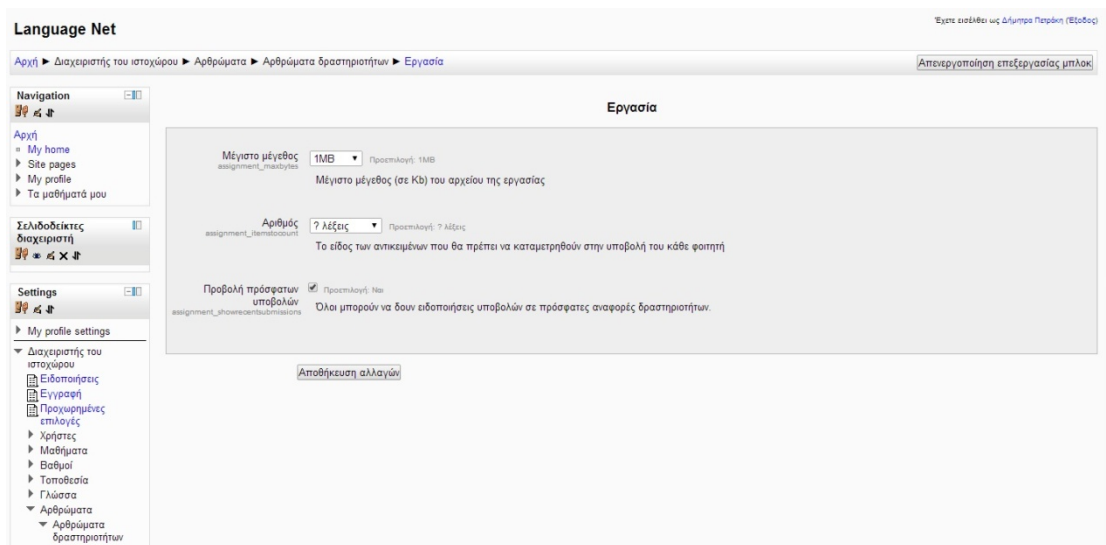 Language Net
Έχετε εισέλθει ως Δήμητρα Πετράκη (Έξοδος)
Αρχή ► Διαχειριστής του ιστοχώρου ► Αρθρώματα ► Αρθρώματα δραστηριοτήτων ► Εργασία
Απενεργοποίηση επεξεργασίας μπλοκ
Navigation
Αρχή
My home
Site pages
My profile
Τα μαθήματά μου
Σελιδοδείκτες
διαχειριστή
Settings
My profile settings
Διαχειριστής του
ιστοχώρου
Ειδοποιήσεις
Εγγραφή
Προχωρημένες
επιλογές
Χρήστες
Μαθήματα
Βαθμοί
Τοποθεσία
Γλώσσα
Αρθρώματα
Αρθρώματα
δραστηριοτήτων
Εργασία
Μέγιστο μέγεθος 1MB Προεπιλογή: 1MB
assignment_maxbytes
Μέγιστο μέγεθος (σε Kb) του αρχείου της εργασίας
Αριθμός ? λέξεις Προεπιλογή: ? λέξεις
assignment_itemstocount
Το είδος των αντικειμένων που θα πρέπει να καταμετρηθούν στην υποβολή του κάθε φοιτητή
Προβολή πρόσφατων Προεπιλογή: Ναι
υποβολών
assignment_showrecentsubmissions
Όλοι μπορούν να δουν ειδοποιήσεις υποβολών σε πρόσφατες αναφορές δραστηριοτήτων.
Αποθήκευση αλλαγών